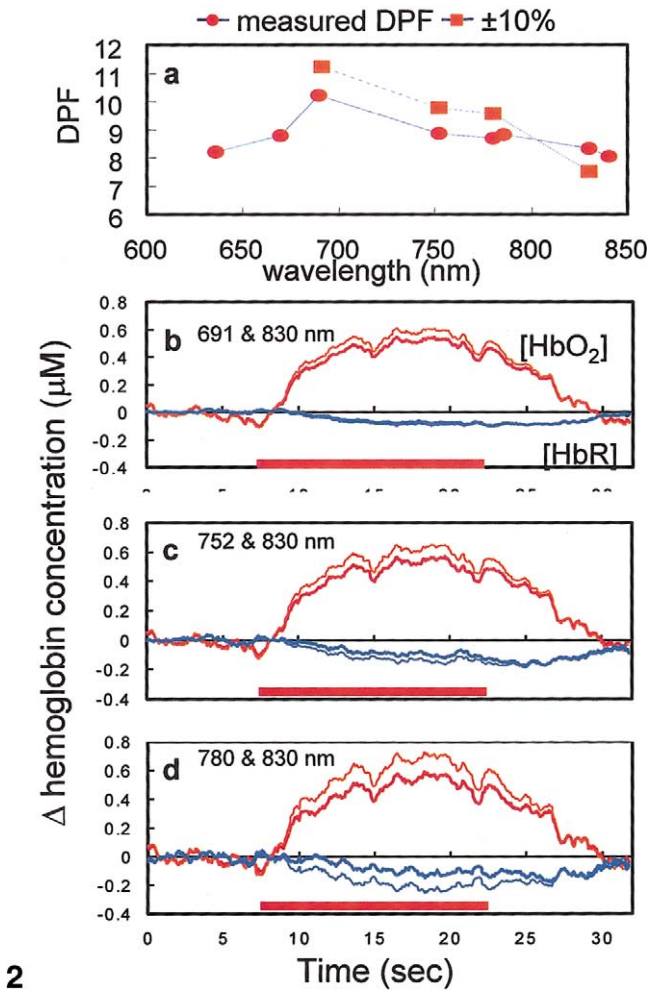 measured DPF ±10%
a
DPF
12
11
10
9
8
7
6
600 650 700 750 800 850
wavelength (nm)
Δ hemoglobin concentration (µM)
b 691 & 830 nm
[HbO₂]
[HbR]
0.8
0.6
0.4
0.2
0
-0.2
-0.4
c 752 & 830 nm
0.8
0.6
0.4
0.2
0
-0.2
-0.4
d 780 & 830 nm
0.8
0.6
0.4
0.2
0
-0.2
-0.4
0 5 10 15 20 25 30
Time (sec)
2